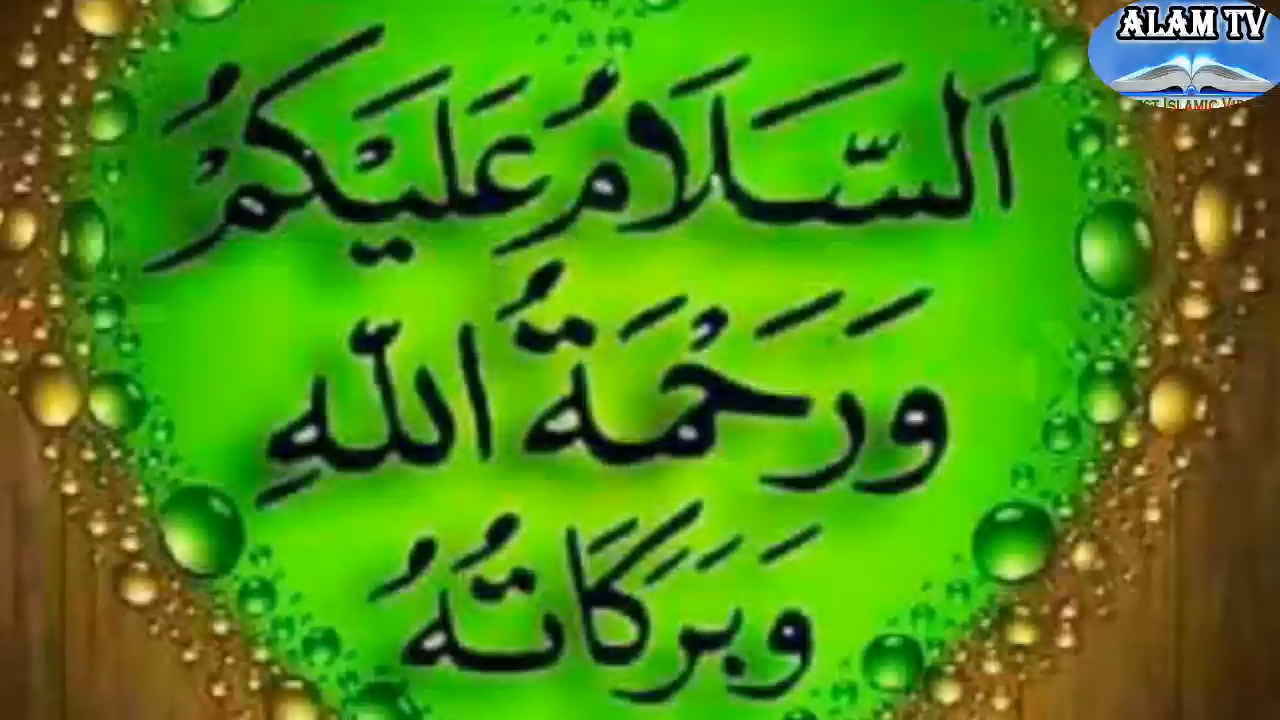 ALAM TV
اَلسَّلَامُ عَلَيْكُمْ
وَرَحْمَةُ اللّٰهِ
وَبَرَكَاتُهُ